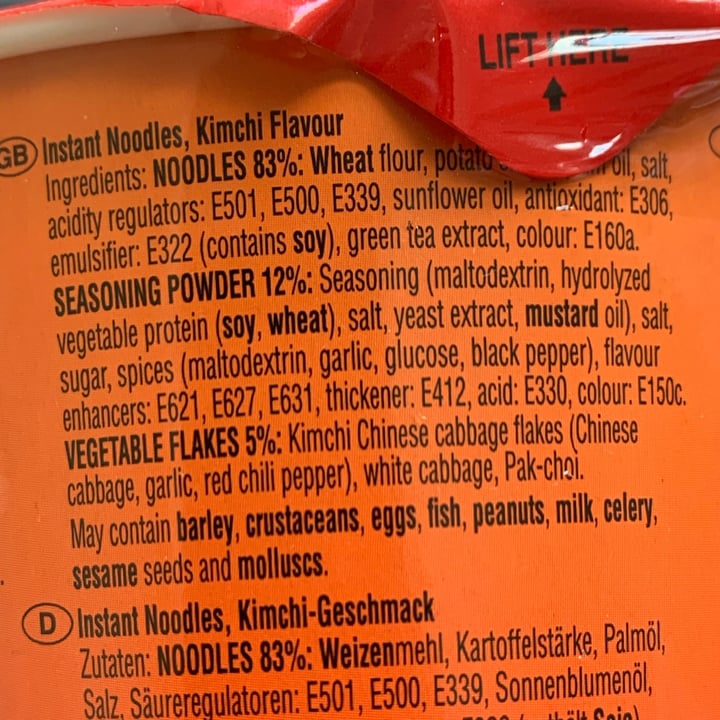 LIFT HERE
GB Instant Noodles, Kimchi Flavour
Ingredients: NOODLES 83%: Wheat flour, potato oil, salt,
acidity regulators: E501, E500, E339, sunflower oil, antioxidant: E306,
emulsifier: E322 (contains soy), green tea extract, colour: E160a.
SEASONING POWDER 12%: Seasoning (maltodextrin, hydrolyzed
vegetable protein (soy, wheat), salt, yeast extract, mustard oil), salt,
sugar, spices (maltodextrin, garlic, glucose, black pepper), flavour
enhancers: E621, E627, E631, thickener: E412, acid: E330, colour: E150c.
VEGETABLE FLAKES 5%: Kimchi Chinese cabbage flakes (Chinese
cabbage, garlic, red chili pepper), white cabbage, Pak-choi.
May contain barley, crustaceans, eggs, fish, peanuts, milk, celery,
sesame seeds and molluscs.
D Instant Noodles, Kimchi-Geschmack
Zutaten: NOODLES 83%: Weizenmehl, Kartoffelstärke, Palmöl,
Salz, Säureregulatoren: E501, E500, E339, Sonnenblumenöl,
Soja)